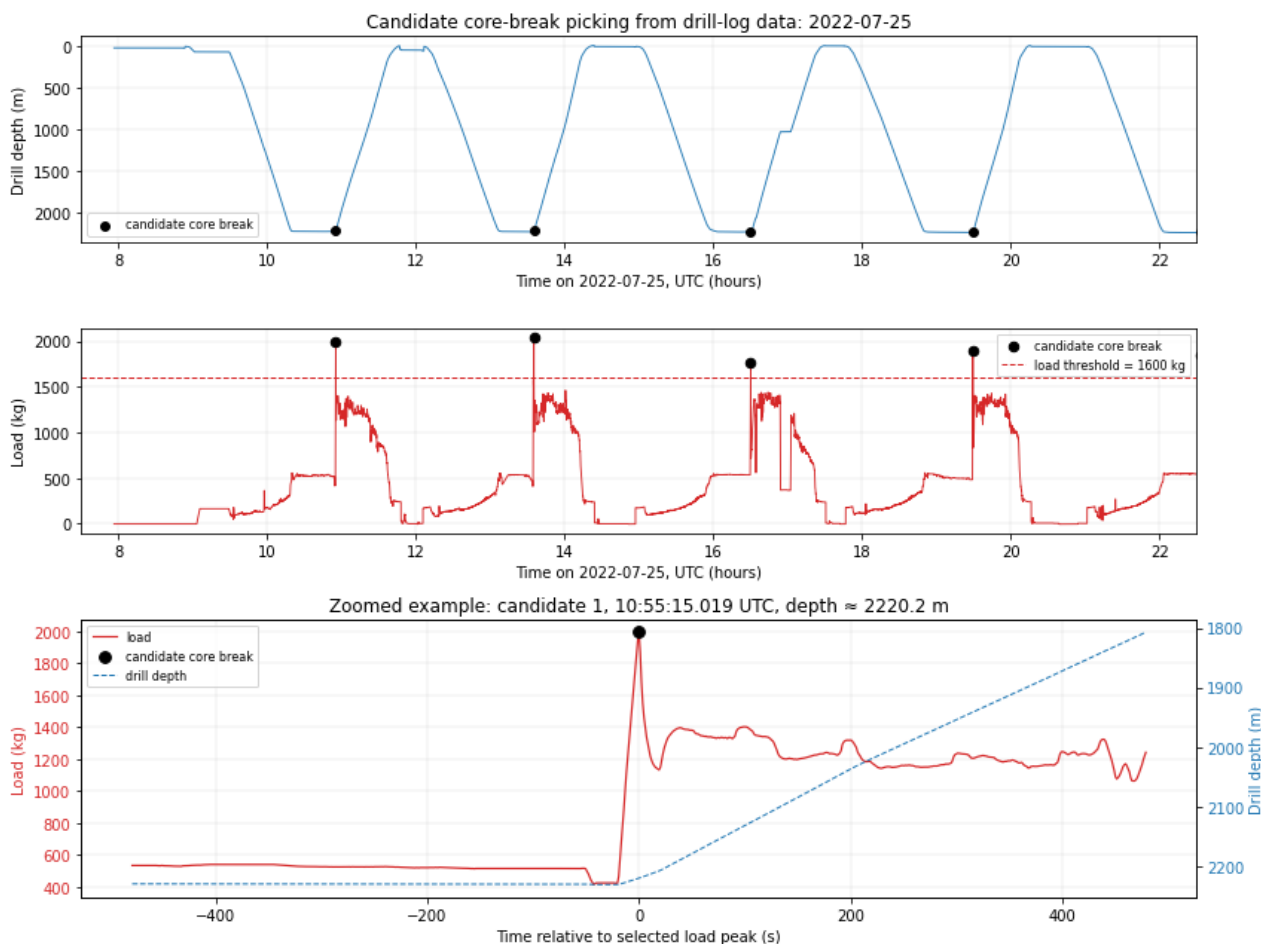 Candidate core-break picking from drill-log data: 2022-07-25
0
500
1000
1500
2000
Drill depth (m)
candidate core break
8 10 12 14 16 18 20 22
Time on 2022-07-25, UTC (hours)
2000
1500
1000
500
0
Load (kg)
candidate core break
load threshold = 1600 kg
8 10 12 14 16 18 20 22
Time on 2022-07-25, UTC (hours)
Zoomed example: candidate 1, 10:55:15.019 UTC, depth ≈ 2220.2 m
2000
1800
1600
1400
1200
1000
800
600
400
Load (kg)
load
candidate core break
drill depth
1800
1900
2000
2100
2200
Drill depth (m)
−400 −200 0 200 400
Time relative to selected load peak (s)